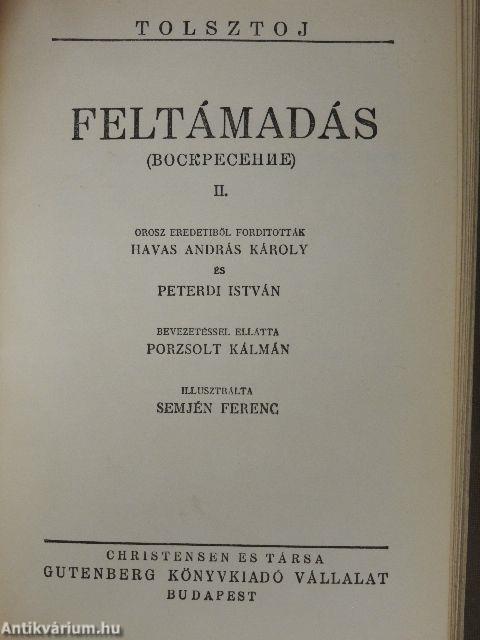 TOLSZTOJ
FELTÁMADÁS
(ВОСКРЕСЕНИЕ)
II.
OROSZ EREDETIBŐL FORDITOTTÁK
HAVAS ANDRÁS KÁROLY
ÉS
PETERDI ISTVÁN
BEVEZETÉSSEL ELLÁTTA
PORZSOLT KÁLMÁN
ILLUSZTRÁLTA
SEMJÉN FERENC
CHRISTENSEN ES TÁRSA
GUTENBERG KÖNYVKIADÓ VÁLLALAT
BUDAPEST
Antikvárium.hu